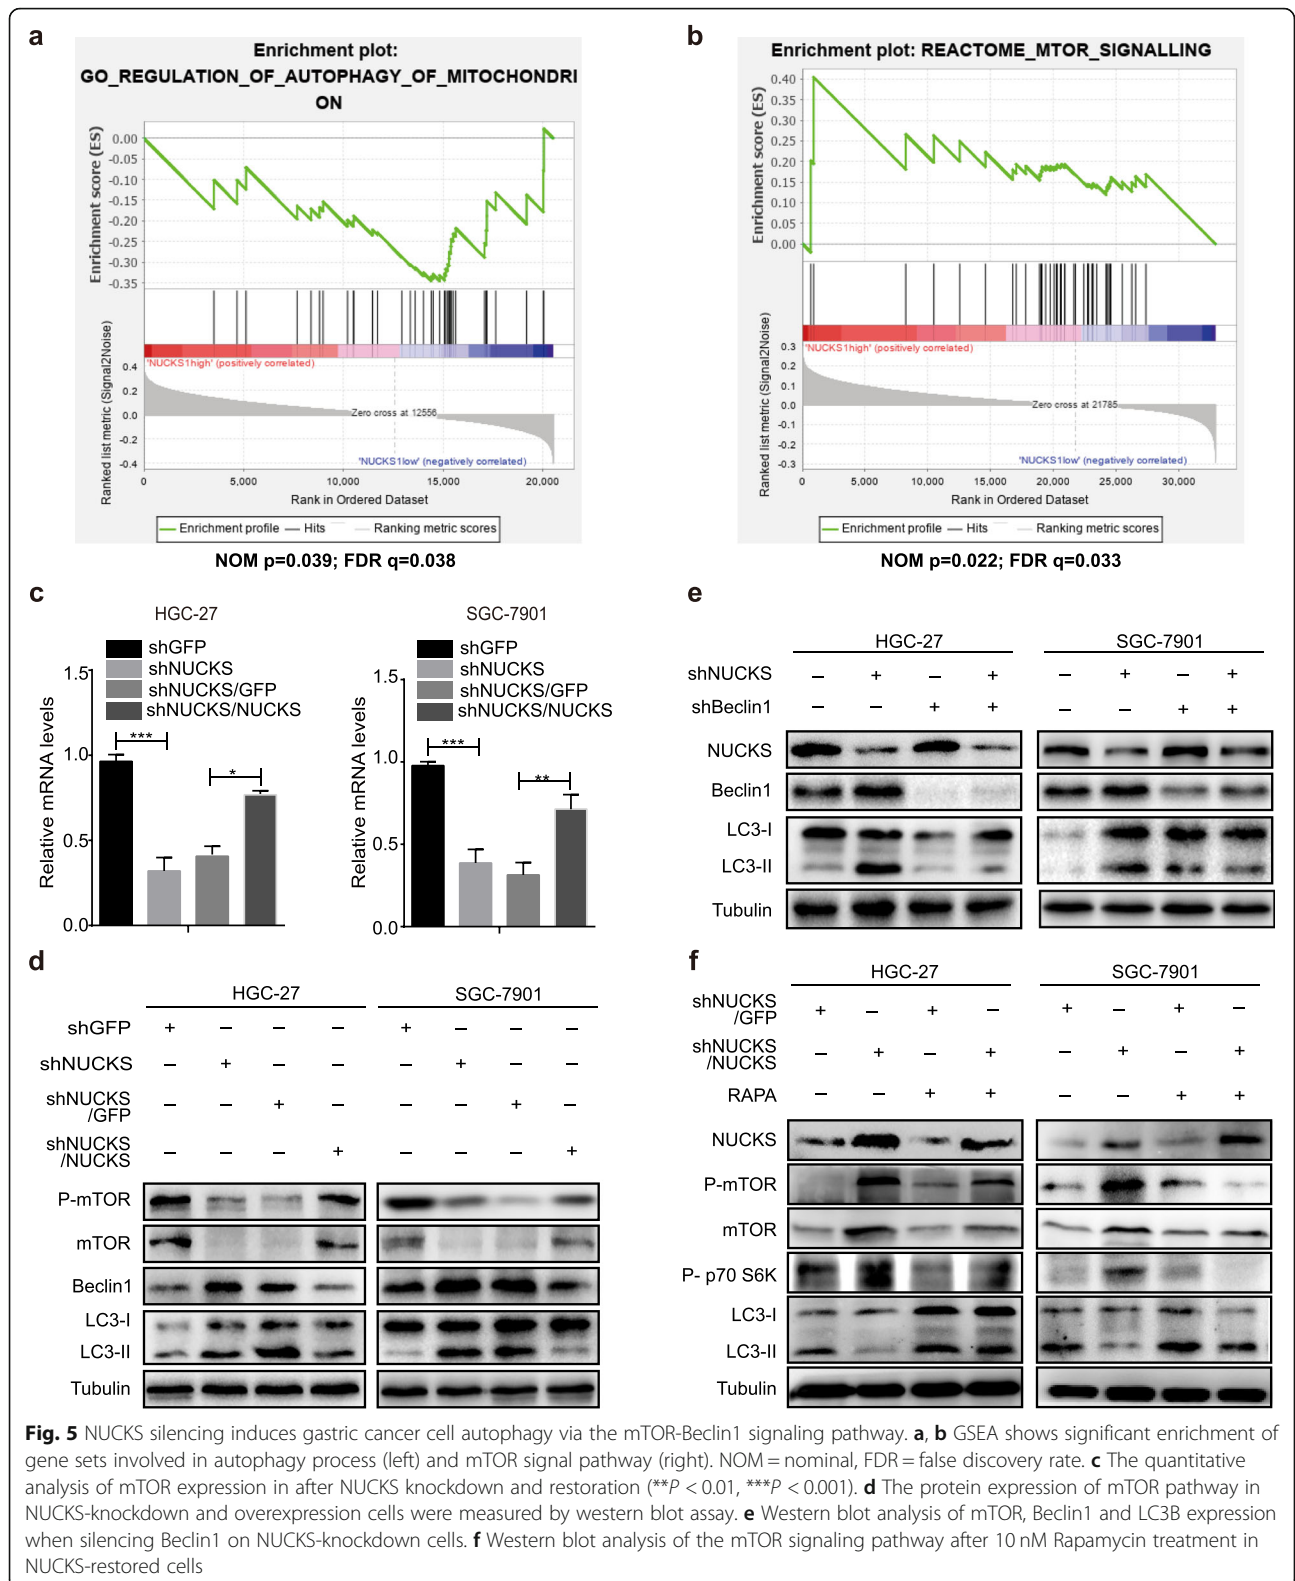 a
Enrichment plot:
GO_REGULATION_OF_AUTOPHAGY_OF_MITOCHONDRI
ON
Enrichment score (ES)
0.00
-0.05
-0.10
-0.15
-0.20
-0.25
-0.30
-0.35
'NUCKS1high' (positively correlated)
Ranked list metric (Signal2Noise)
0.4
0.2
0.0
-0.2
-0.4
Zero cross at 12556
'NUCKS1low' (negatively correlated)
0 5,000 10,000 15,000 20,000
Rank in Ordered Dataset
Enrichment profile Hits Ranking metric scores
NOM p=0.039; FDR q=0.038
b
Enrichment plot: REACTOME_MTOR_SIGNALLING
Enrichment score (ES)
0.40
0.35
0.30
0.25
0.20
0.15
0.10
0.05
0.00
'NUCKS1high' (positively correlated)
Ranked list metric (Signal2Noise)
0.3
0.2
0.1
0.0
-0.1
-0.2
-0.3
Zero cross at 21785
'NUCKS1low' (negatively correlated)
0 5,000 10,000 15,000 20,000 25,000 30,000
Rank in Ordered Dataset
Enrichment profile Hits Ranking metric scores
NOM p=0.022; FDR q=0.033
c
HGC-27
shGFP
shNUCKS
shNUCKS/GFP
shNUCKS/NUCKS
Relative mRNA levels
1.5
1.0
0.5
0.0
***
*
SGC-7901
shGFP
shNUCKS
shNUCKS/GFP
shNUCKS/NUCKS
Relative mRNA levels
1.5
1.0
0.5
0.0
***
**
d
HGC-27 SGC-7901
shGFP + – – – + – – –
shNUCKS – + – – – + – –
shNUCKS
/GFP – – + – – – + –
shNUCKS
/NUCKS – – – + – – – +
P-mTOR
mTOR
Beclin1
LC3-I
LC3-II
Tubulin
e
HGC-27 SGC-7901
shNUCKS – + – + – + – +
shBeclin1 – – + + – – + +
NUCKS
Beclin1
LC3-I
LC3-II
Tubulin
f
HGC-27 SGC-7901
shNUCKS
/GFP + – + – + – + –
shNUCKS
/NUCKS – + – + – + – +
RAPA – – + + – – + +
NUCKS
P-mTOR
mTOR
P- p70 S6K
LC3-I
LC3-II
Tubulin
Fig. 5 NUCKS silencing induces gastric cancer cell autophagy via the mTOR-Beclin1 signaling pathway. a, b GSEA shows significant enrichment of
gene sets involved in autophagy process (left) and mTOR signal pathway (right). NOM = nominal, FDR = false discovery rate. c The quantitative
analysis of mTOR expression in after NUCKS knockdown and restoration (**P < 0.01, ***P < 0.001). d The protein expression of mTOR pathway in
NUCKS-knockdown and overexpression cells were measured by western blot assay. e Western blot analysis of mTOR, Beclin1 and LC3B expression
when silencing Beclin1 on NUCKS-knockdown cells. f Western blot analysis of the mTOR signaling pathway after 10 nM Rapamycin treatment in
NUCKS-restored cells